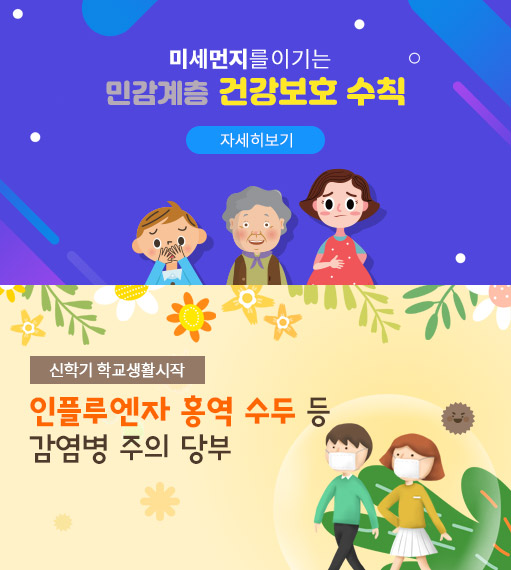 미세먼지를 이기는
민감계층 건강보호 수칙
자세히보기
신학기 학교생활시작
인플루엔자 홍역 수두 등
감염병 주의 당부